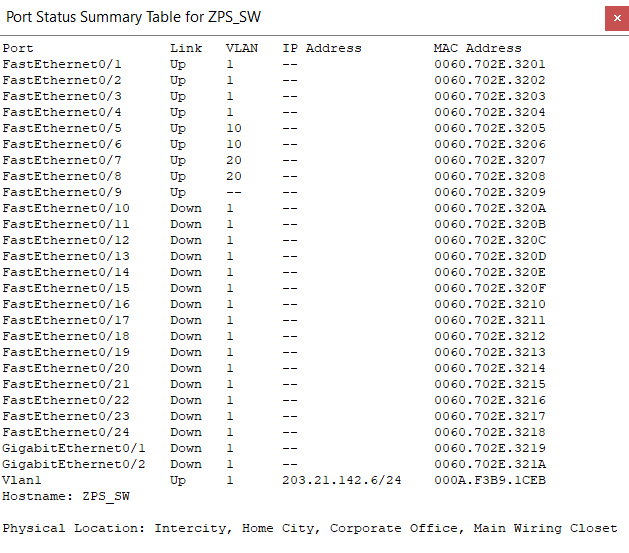 Port Status Summary Table for ZPS_SW
Port Link VLAN IP Address MAC Address
FastEthernet0/1 Up 1 -- 0060.702E.3201
FastEthernet0/2 Up 1 -- 0060.702E.3202
FastEthernet0/3 Up 1 -- 0060.702E.3203
FastEthernet0/4 Up 1 -- 0060.702E.3204
FastEthernet0/5 Up 10 -- 0060.702E.3205
FastEthernet0/6 Up 10 -- 0060.702E.3206
FastEthernet0/7 Up 20 -- 0060.702E.3207
FastEthernet0/8 Up 20 -- 0060.702E.3208
FastEthernet0/9 Up -- -- 0060.702E.3209
FastEthernet0/10 Down 1 -- 0060.702E.320A
FastEthernet0/11 Down 1 -- 0060.702E.320B
FastEthernet0/12 Down 1 -- 0060.702E.320C
FastEthernet0/13 Down 1 -- 0060.702E.320D
FastEthernet0/14 Down 1 -- 0060.702E.320E
FastEthernet0/15 Down 1 -- 0060.702E.320F
FastEthernet0/16 Down 1 -- 0060.702E.3210
FastEthernet0/17 Down 1 -- 0060.702E.3211
FastEthernet0/18 Down 1 -- 0060.702E.3212
FastEthernet0/19 Down 1 -- 0060.702E.3213
FastEthernet0/20 Down 1 -- 0060.702E.3214
FastEthernet0/21 Down 1 -- 0060.702E.3215
FastEthernet0/22 Down 1 -- 0060.702E.3216
FastEthernet0/23 Down 1 -- 0060.702E.3217
FastEthernet0/24 Down 1 -- 0060.702E.3218
GigabitEthernet0/1 Down 1 -- 0060.702E.3219
GigabitEthernet0/2 Down 1 -- 0060.702E.321A
Vlan1 Up 1 203.21.142.6/24 000A.F3B9.1CEB
Hostname: ZPS_SW
Physical Location: Intercity, Home City, Corporate Office, Main Wiring Closet